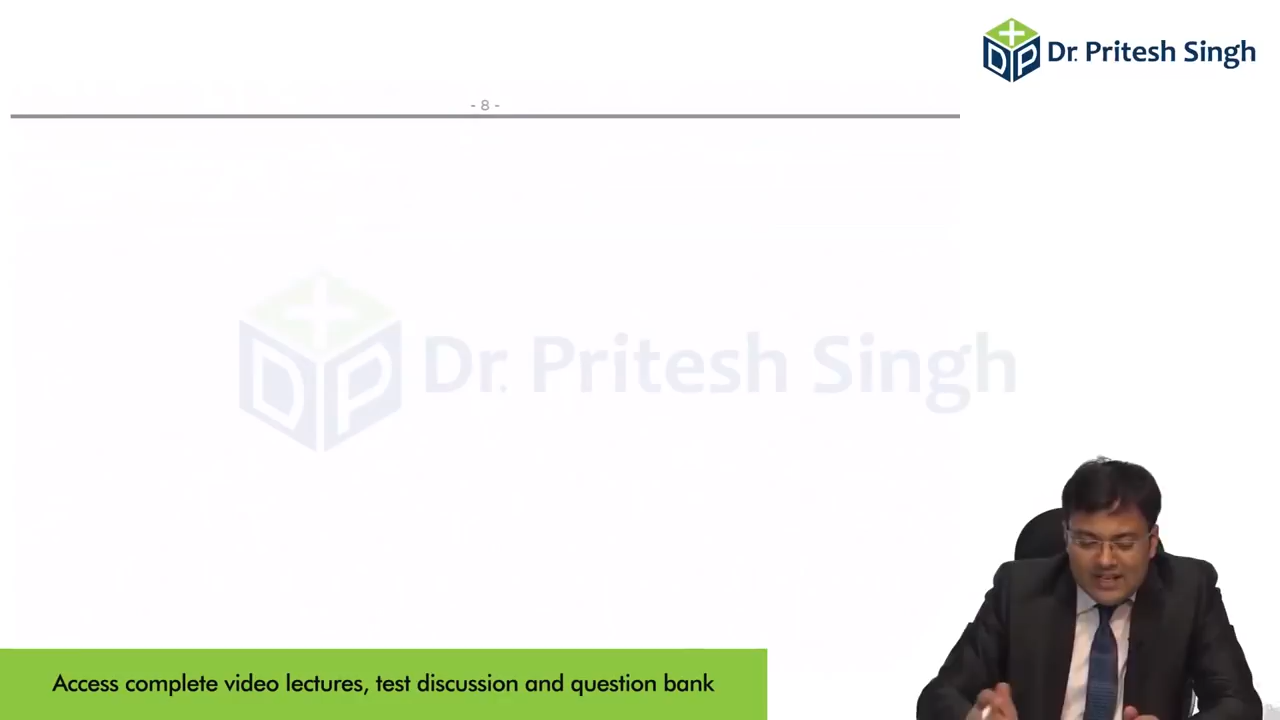 Dr. Pritesh Singh
- 8 -
Dr. Pritesh Singh
Access complete video lectures, test discussion and question bank